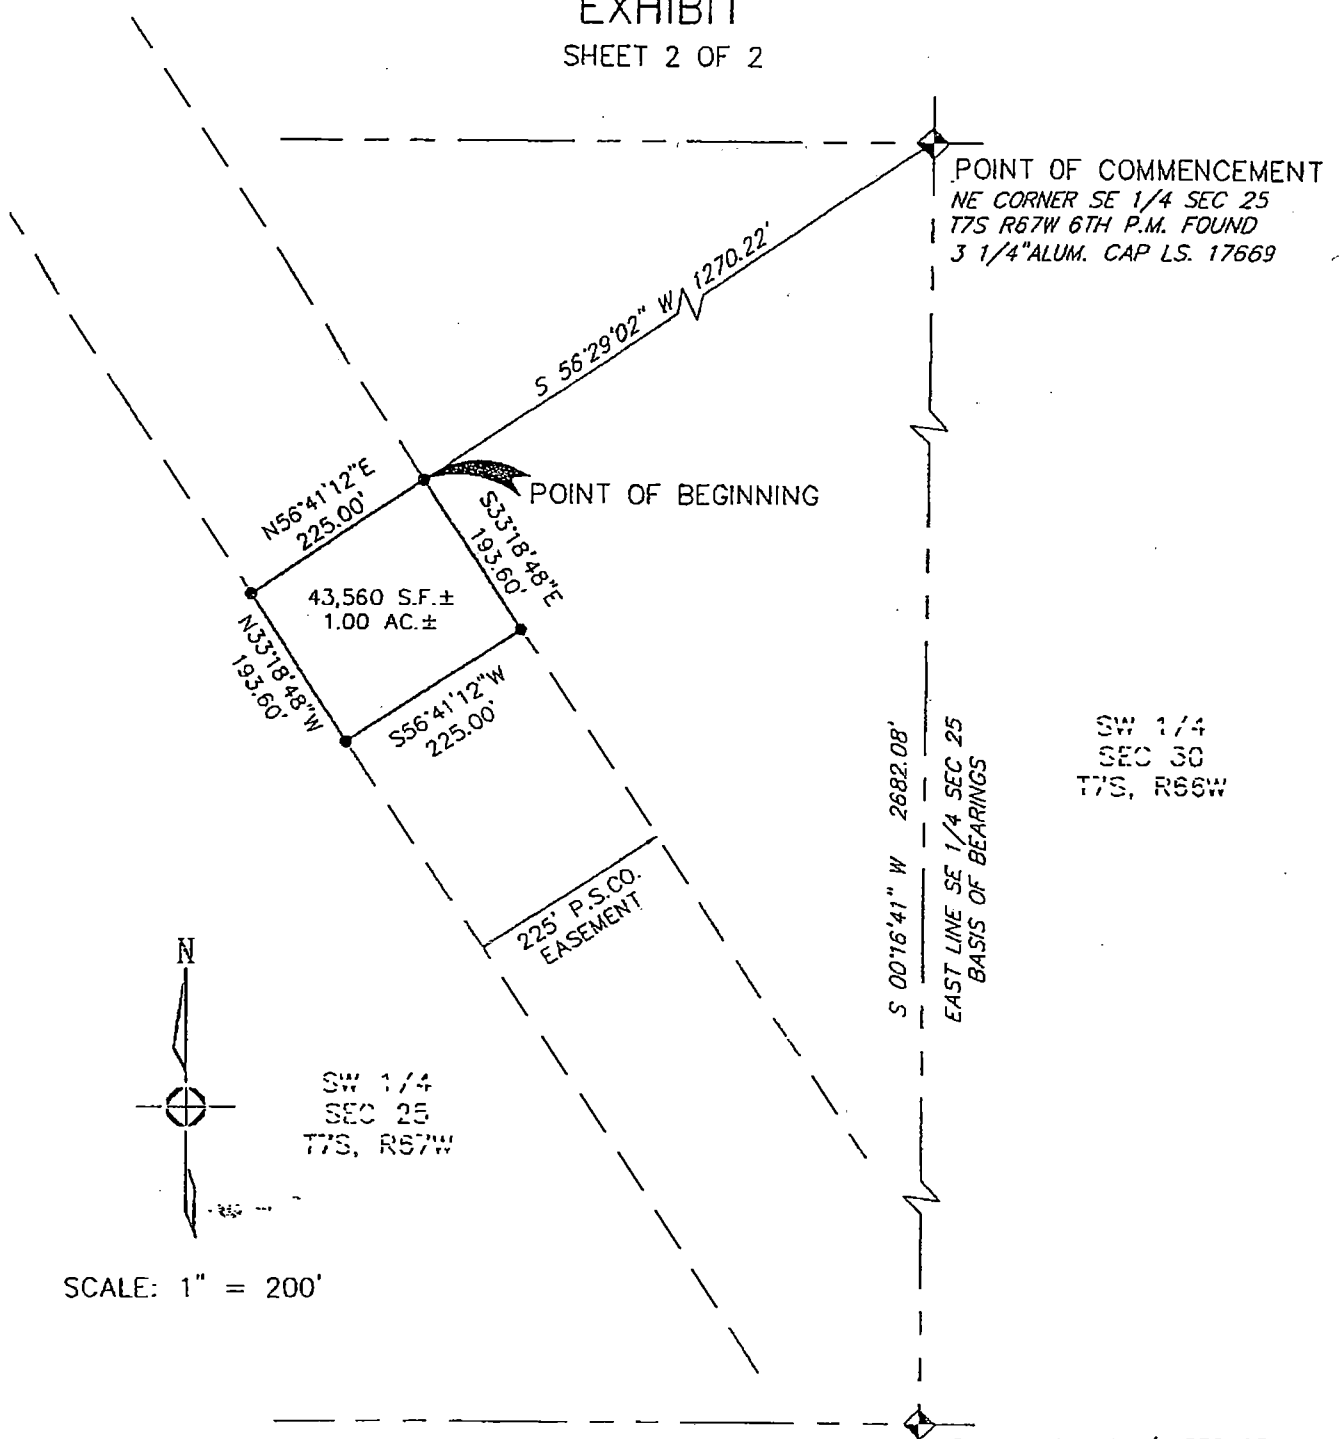 EXHIBIT
SHEET 2 OF 2
POINT OF COMMENCEMENT
NE CORNER SE 1/4 SEC 25
T7S R67W 6TH P.M. FOUND
3 1/4"ALUM. CAP LS. 17669
S 56°29'02" W 1270.22'
POINT OF BEGINNING
N56°41'12"E
225.00'
S33°18'48"E
193.60'
43,560 S.F.±
1.00 AC.±
N33°18'48"W
193.60'
S56°41'12"W
225.00'
225' P.S.CO.
EASEMENT
S 00°16'41" W 2682.08'
EAST LINE SE 1/4 SEC 25
BASIS OF BEARINGS
SW 1/4
SEC 30
T7S, R66W
N
SW 1/4
SEC 25
T7S, R67W
SCALE: 1" = 200'